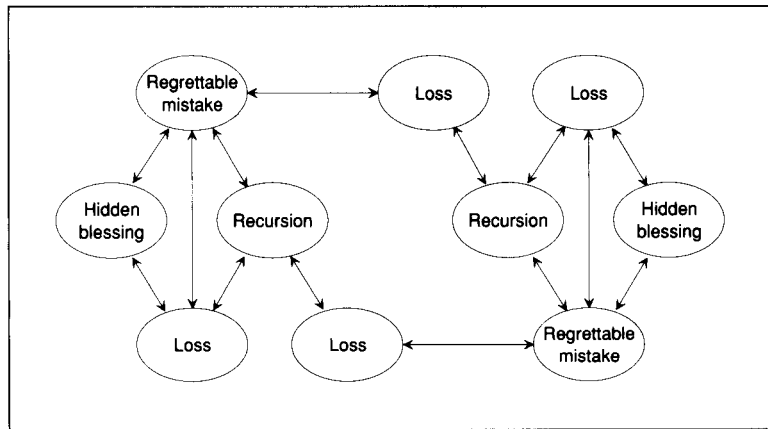 Regrettable
mistake
Loss
Loss
Hidden
blessing
Recursion
Recursion
Hidden
blessing
Loss
Loss
Regrettable
mistake